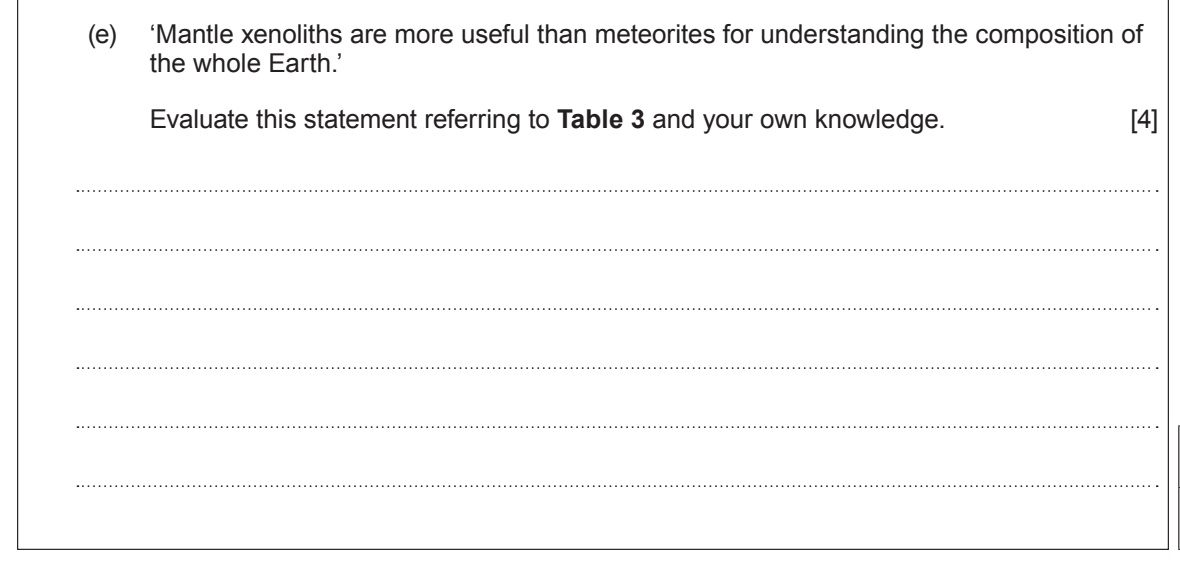 (e) ‘Mantle xenoliths are more useful than meteorites for understanding the composition of
the whole Earth.’
Evaluate this statement referring to Table 3 and your own knowledge. [4]